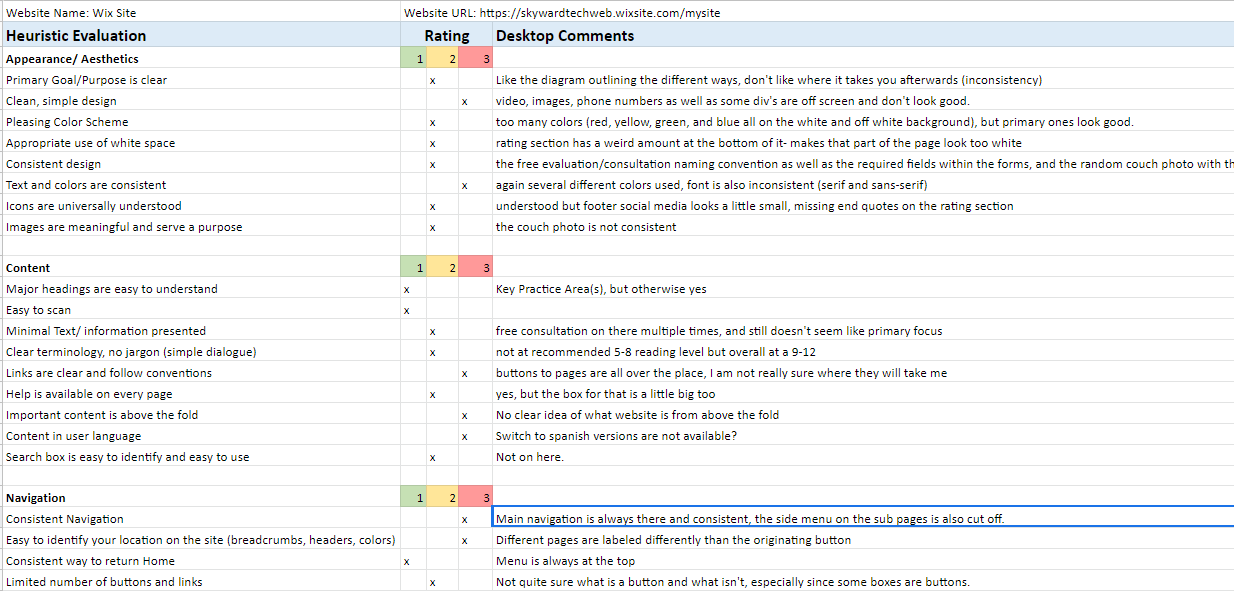 Website Name: Wix Site Website URL: https://skywardtechweb.wixsite.com/mysite
Heuristic Evaluation Rating Desktop Comments
Appearance/ Aesthetics 1 2 3
Primary Goal/Purpose is clear x Like the diagram outlining the different ways, don't like where it takes you afterwards (inconsistency)
Clean, simple design x video, images, phone numbers as well as some div's are off screen and don't look good.
Pleasing Color Scheme x too many colors (red, yellow, green, and blue all on the white and off white background), but primary ones look good.
Appropriate use of white space x rating section has a weird amount at the bottom of it- makes that part of the page look too white
Consistent design x the free evaluation/consultation naming convention as well as the required fields within the forms, and the random couch photo with th
Text and colors are consistent x again several different colors used, font is also inconsistent (serif and sans-serif)
Icons are universally understood x understood but footer social media looks a little small, missing end quotes on the rating section
Images are meaningful and serve a purpose x the couch photo is not consistent
Content 1 2 3
Major headings are easy to understand x Key Practice Area(s), but otherwise yes
Easy to scan x
Minimal Text/ information presented x free consultation on there multiple times, and still doesn't seem like primary focus
Clear terminology, no jargon (simple dialogue) x not at recommended 5-8 reading level but overall at a 9-12
Links are clear and follow conventions x buttons to pages are all over the place, I am not really sure where they will take me
Help is available on every page x yes, but the box for that is a little big too
Important content is above the fold x No clear idea of what website is from above the fold
Content in user language x Switch to spanish versions are not available?
Search box is easy to identify and easy to use x Not on here.
Navigation 1 2 3
Consistent Navigation x Main navigation is always there and consistent, the side menu on the sub pages is also cut off.
Easy to identify your location on the site (breadcrumbs, headers, colors) x Different pages are labeled differently than the originating button
Consistent way to return Home x Menu is always at the top
Limited number of buttons and links x Not quite sure what is a button and what isn't, especially since some boxes are buttons.